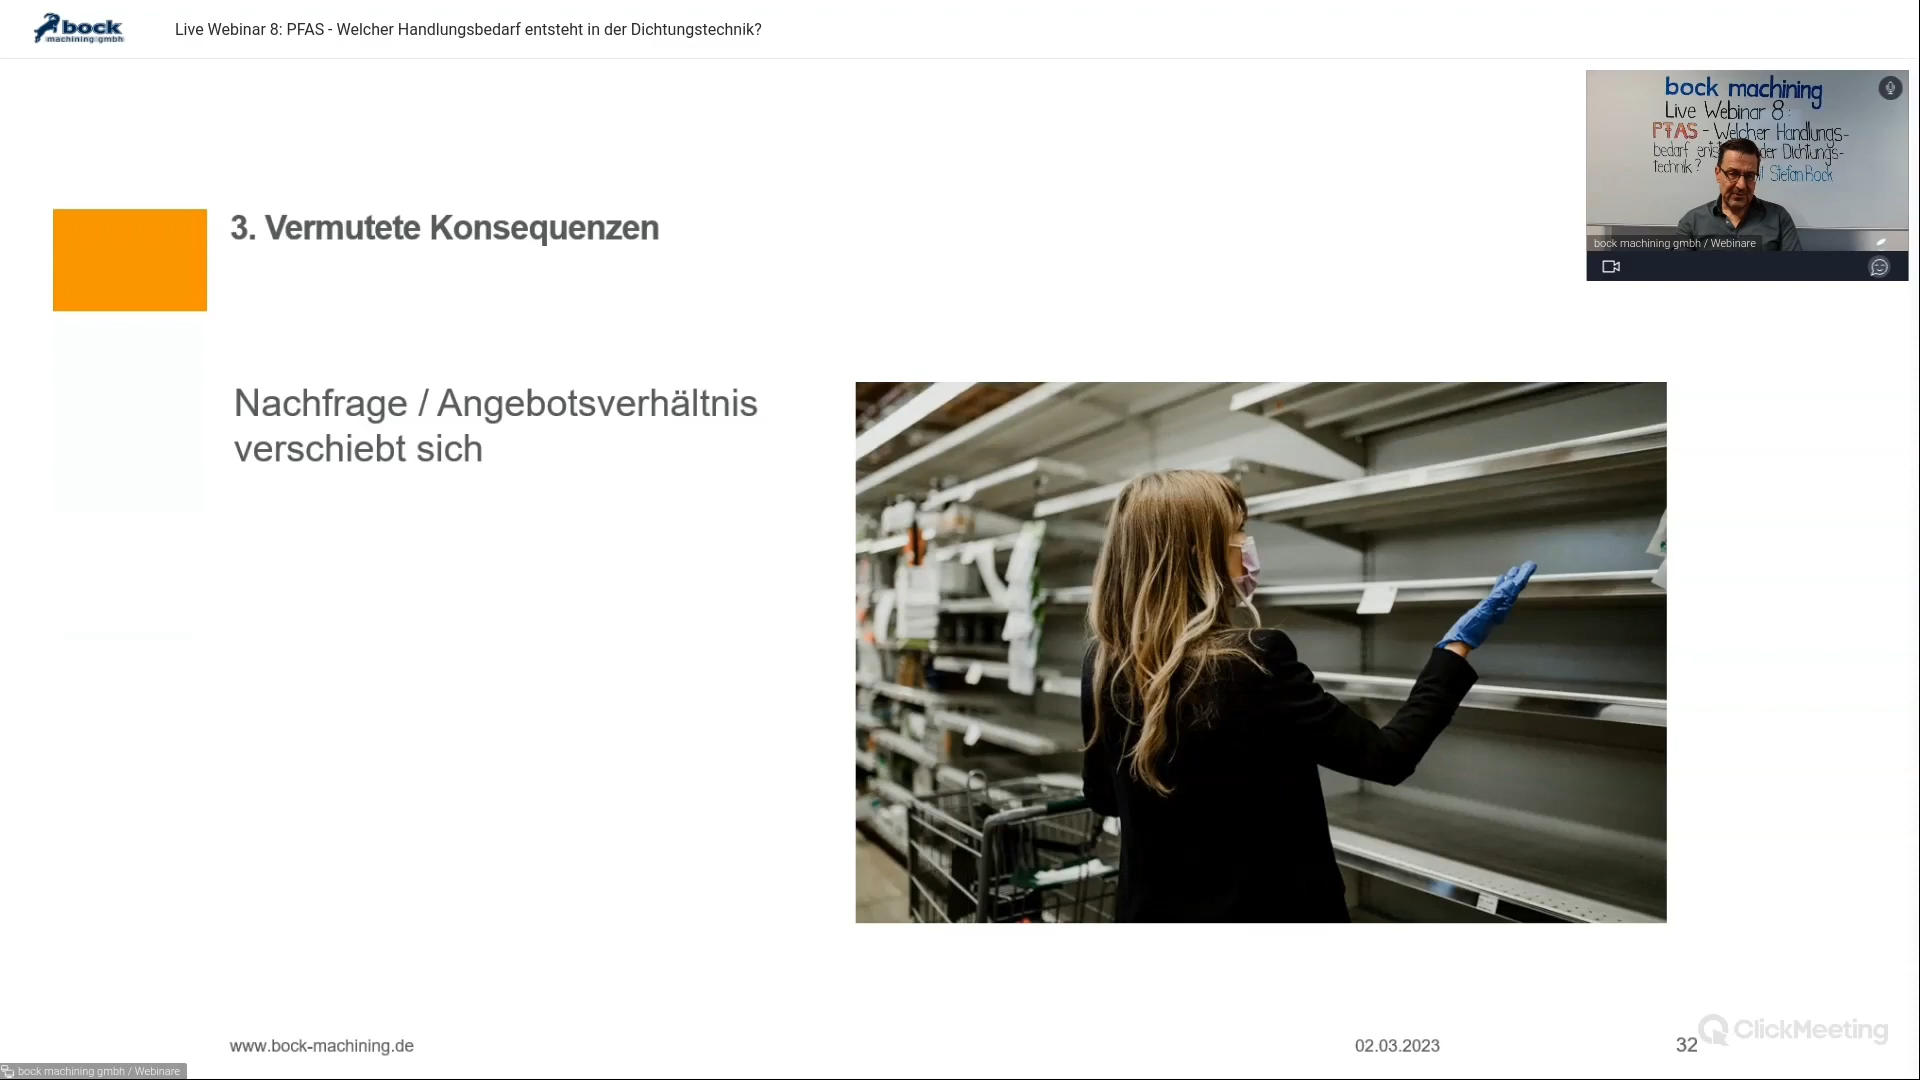 bock
machining gmbh
Live Webinar 8: PFAS - Welcher Handlungsbedarf entsteht in der Dichtungstechnik?
bock machining
Live Webinar 8:
PFAS - Welcher Handlungs-
bedarf der Dichtungs-
technik? Stefan Bock
bock machining gmbh / Webinare
3. Vermutete Konsequenzen
Nachfrage / Angebotsverhältnis
verschiebt sich
www.bock-machining.de
02.03.2023
32
ClickMeeting
bock machining gmbh / Webinare